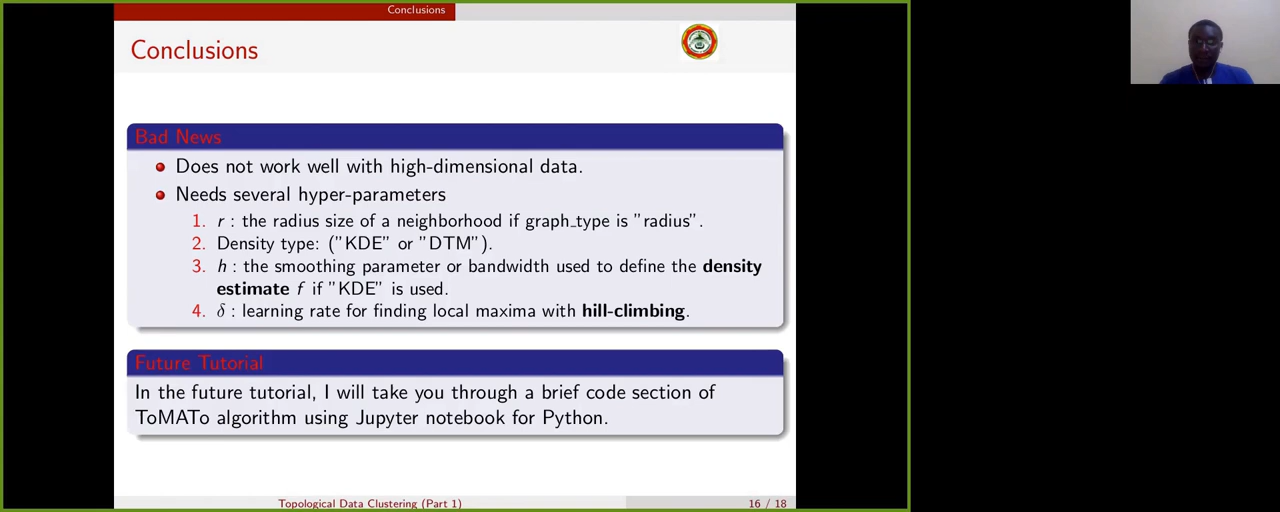 Conclusions
Conclusions
Bad News
Does not work well with high-dimensional data.
Needs several hyper-parameters
1. r : the radius size of a neighborhood if graph_type is "radius".
2. Density type: ("KDE" or "DTM").
3. h : the smoothing parameter or bandwidth used to define the density
estimate f if "KDE" is used.
4. δ : learning rate for finding local maxima with hill-climbing.
Future Tutorial
In the future tutorial, I will take you through a brief code section of
ToMATo algorithm using Jupyter notebook for Python.
Topological Data Clustering (Part 1)
16 / 18